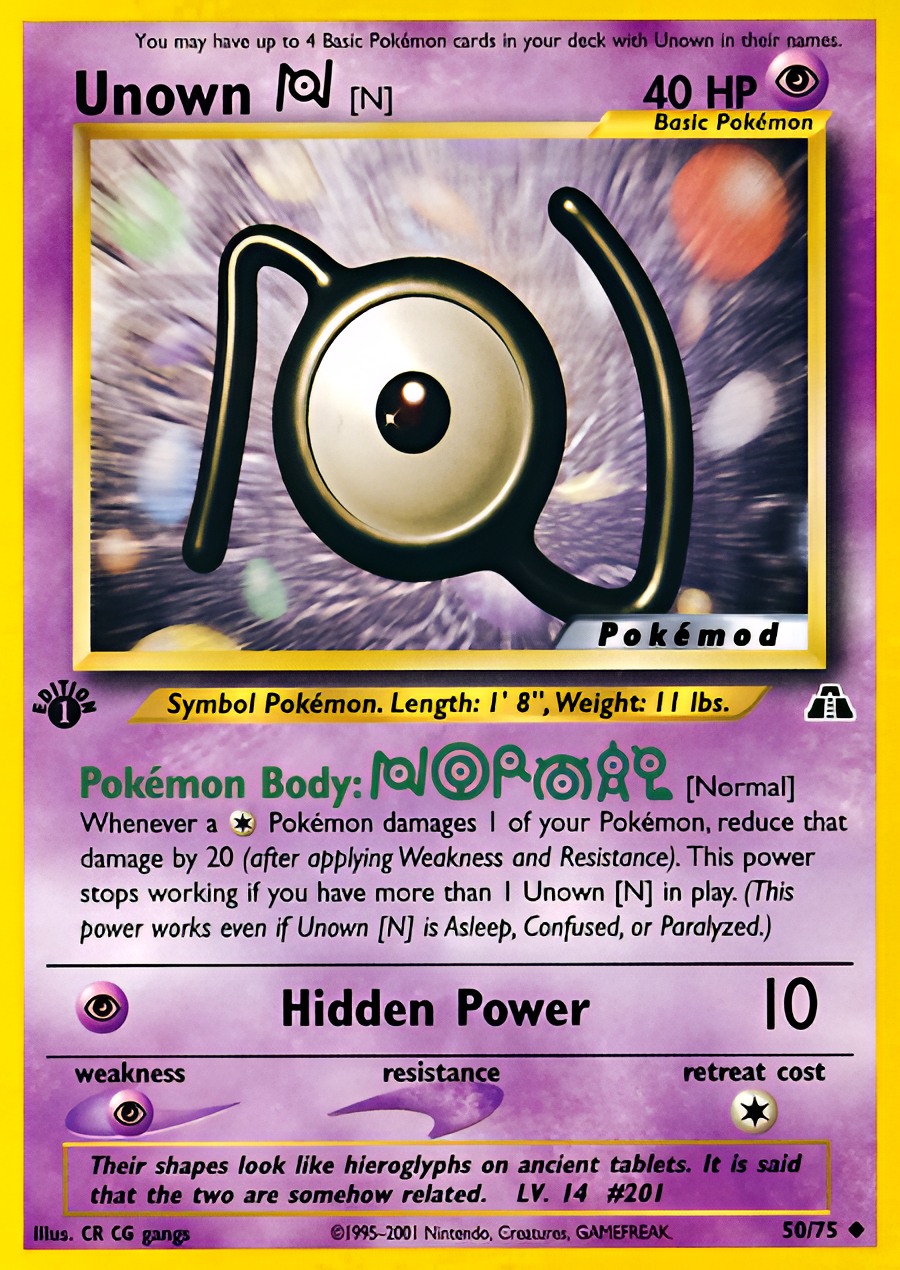 You may have up to 4 Basic Pokémon cards in your deck with Unown in their names.
Unown N [N] 40 HP
Basic Pokémon
Pokémod
EDITION 1
Symbol Pokémon. Length: 1' 8", Weight: 11 lbs.
Pokémon Body: NORMAL [Normal]
Whenever a Pokémon damages 1 of your Pokémon, reduce that
damage by 20 (after applying Weakness and Resistance). This power
stops working if you have more than 1 Unown [N] in play. (This
power works even if Unown [N] is Asleep, Confused, or Paralyzed.)
Hidden Power 10
weakness resistance retreat cost
Their shapes look like hieroglyphs on ancient tablets. It is said
that the two are somehow related. LV. 14 #201
Illus. CR CG gangs ©1995-2001 Nintendo, Creatures, GAMEFREAK 50/75